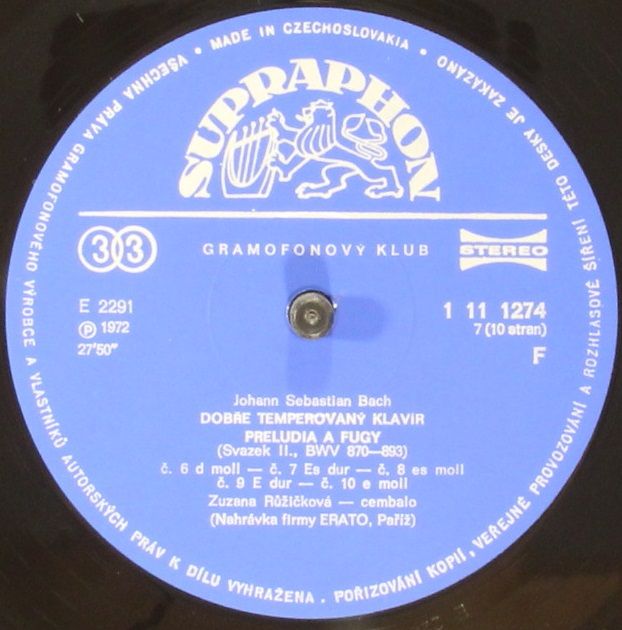 VŠECHNA PRÁVA GRAMOFONOVÉHO VÝROBCE A VLASTNÍKŮ AUTORSKÝCH PRÁV K DÍLU VYHRAŽENA . POŘIZOVÁNÍ KOPIÍ, VEŘEJNÉ PROVOZOVÁNÍ A ROZHLASOVÉ ŠÍŘENÍ TÉTO DESKY JE ZAKÁZÁNO
• MADE IN CZECHOSLOVAKIA •
SUPRAPHON
33 GRAMOFONOVÝ KLUB STEREO
E 2291 1 11 1274
Ⓟ 1972 7 (10 stran)
27'50" F
Johann Sebastian Bach
DOBŘE TEMPEROVANÝ KLAVÍR
PRELUDIA A FUGY
(Svazek II., BWV 870—893)
č. 6 d moll — č. 7 Es dur — č. 8 es moll
č. 9 E dur — č. 10 e moll
Zuzana Růžičková — cembalo
(Nahrávka firmy ERATO, Paříž)